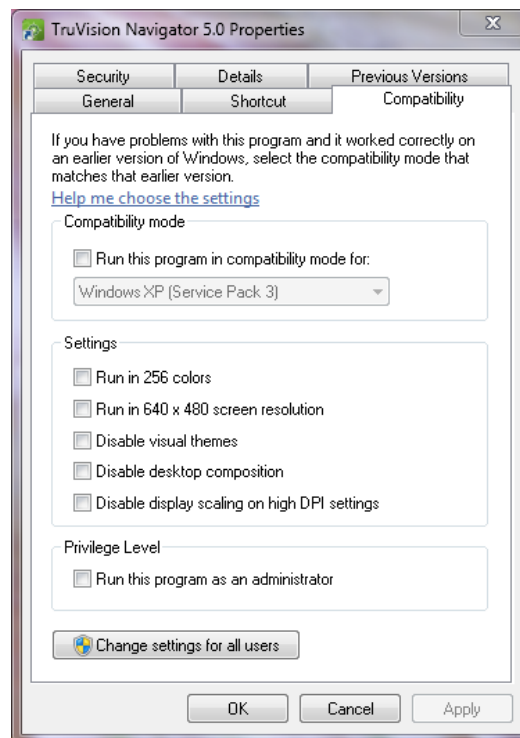 TruVision Navigator 5.0 Properties
Security
Details
Previous Versions
General
Shortcut
Compatibility
If you have problems with this program and it worked correctly on
an earlier version of Windows, select the compatibility mode that
matches that earlier version.
Help me choose the settings
Compatibility mode
Run this program in compatibility mode for:
Windows XP (Service Pack 3)
Settings
Run in 256 colors
Run in 640 x 480 screen resolution
Disable visual themes
Disable desktop composition
Disable display scaling on high DPI settings
Privilege Level
Run this program as an administrator
Change settings for all users
OK
Cancel
Apply